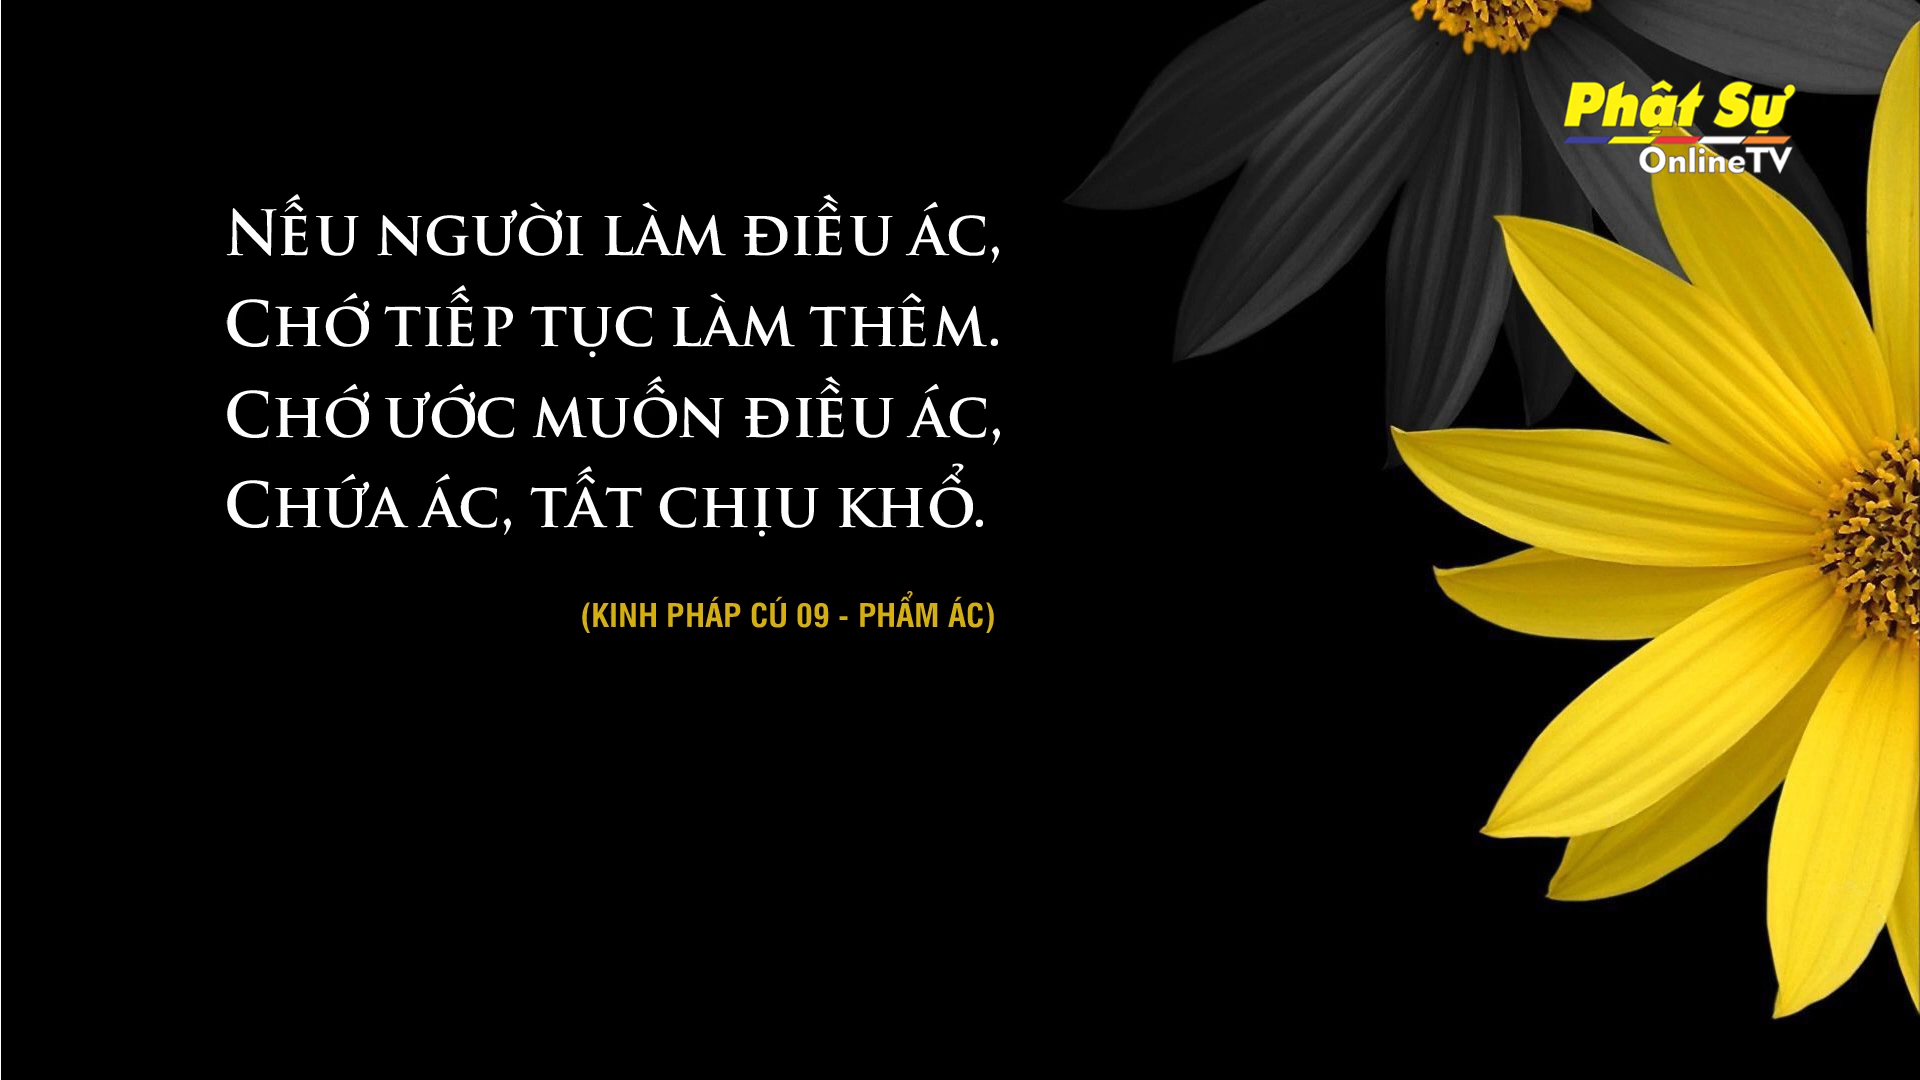 Phật Sự
OnlineTV
NẾU NGƯỜI LÀM ĐIỀU ÁC,
CHỚ TIẾP TỤC LÀM THÊM.
CHỚ ƯỚC MUỐN ĐIỀU ÁC,
CHỨA ÁC, TẤT CHỊU KHỔ.
(KINH PHÁP CÚ 09 - PHẨM ÁC)